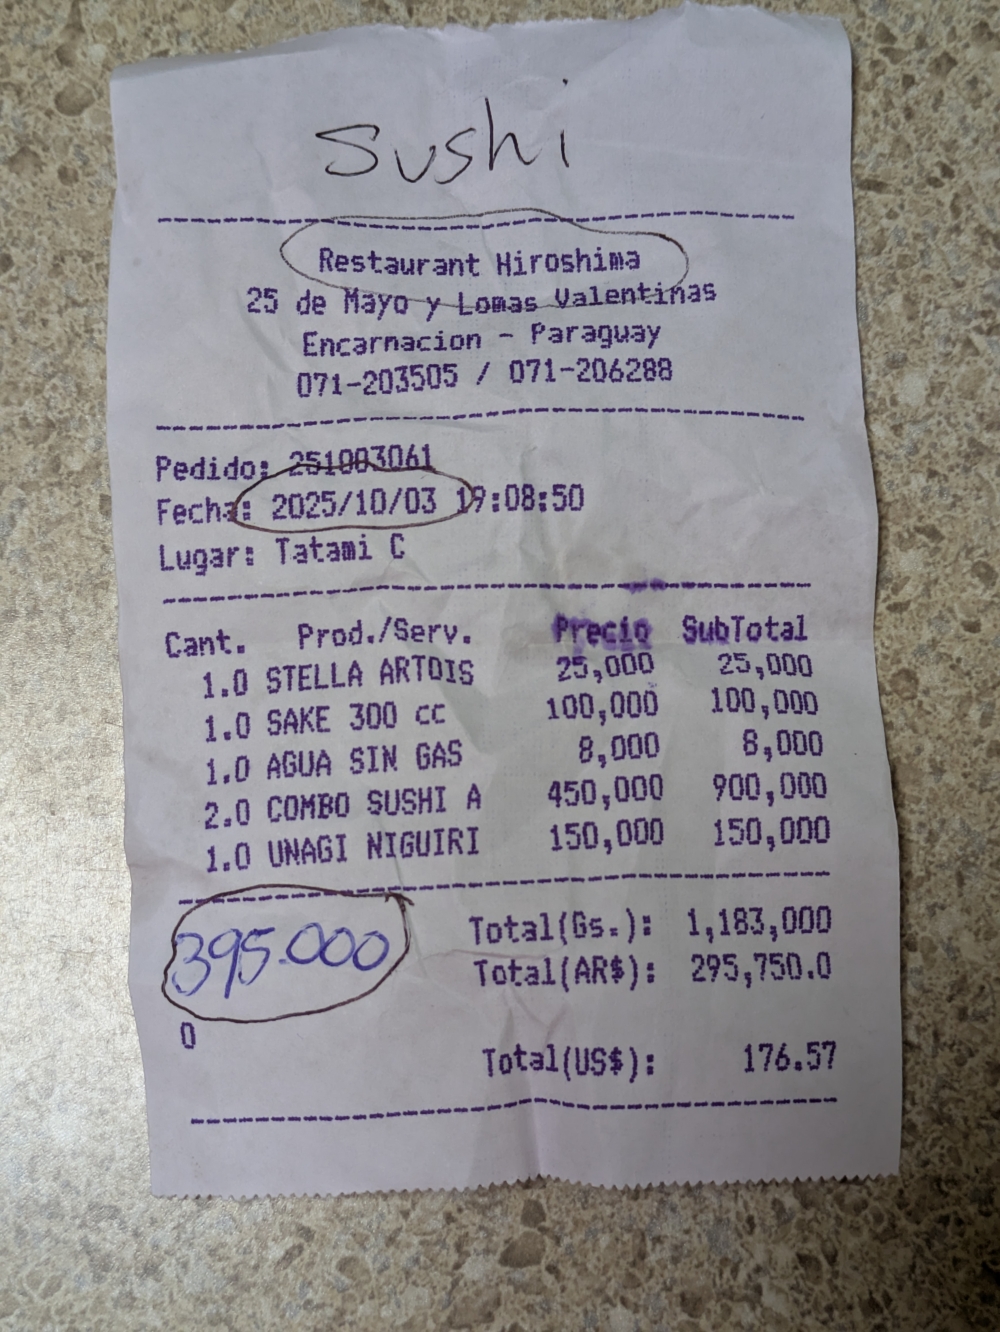 Sushi
Restaurant Hiroshima
25 de Mayo y Lomas Valentinas
Encarnacion - Paraguay
071-203505 / 071-206288
Pedido: 251003061
Fecha: 2025/10/03 19:08:50
Lugar: Tatami C
Cant. Prod./Serv. Precio SubTotal
1.0 STELLA ARTOIS 25,000 25,000
1.0 SAKE 300 cc 100,000 100,000
1.0 AGUA SIN GAS 8,000 8,000
2.0 COMBO SUSHI A 450,000 900,000
1.0 UNAGI NIGUIRI 150,000 150,000
395.000 Total(Gs.): 1,183,000
Total(AR$): 295,750.0
0
Total(US$): 176.57